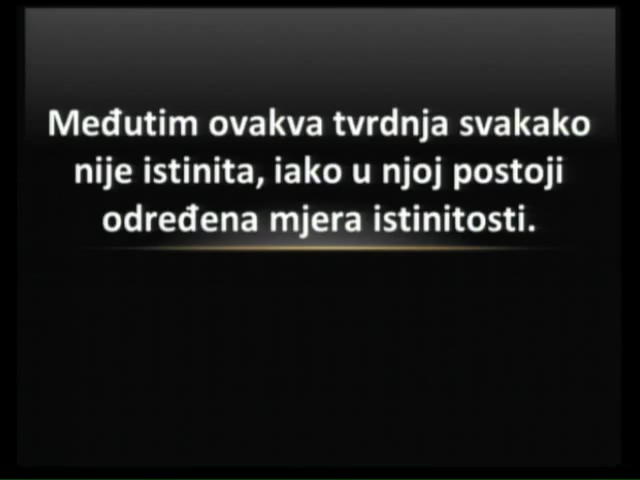 Međutim ovakva tvrdnja svakako
nije istinita, iako u njoj postoji
određena mjera istinitosti.